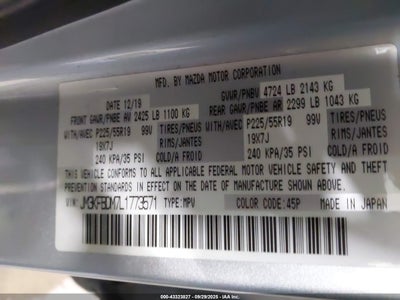 MFD. BY MAZDA MOTOR CORPORATION
DATE 12/19 GVWR/PNBV 4724 LB 2143 KG
FRONT GAWR/PNBE AV 2425 LB 1100 KG REAR GAWR/PNBE AR 2299 LB 1043 KG
WITH/AVEC P225/55R19 99V TIRES/PNEUS WITH/AVEC P225/55R19 99V TIRES/PNEUS
19X7J RIMS/JANTES 19X7J RIMS/JANTES
240 KPA/35 PSI COLD/A FROID 240 KPA/35 PSI COLD/A FROID
THIS VEHICLE CONFORMS TO ALL APPLICABLE FEDERAL MOTOR VEHICLE SAFETY AND THEFT
PREVENTION STANDARDS IN EFFECT ON THE DATE OF MANUFACTURE SHOWN ABOVE.
VIN: JM3KFBDM7L1773571 TYPE:MPV COLOR CODE:45P MADE IN JAPAN
000-43323027 - 09/29/2025 - IAAI